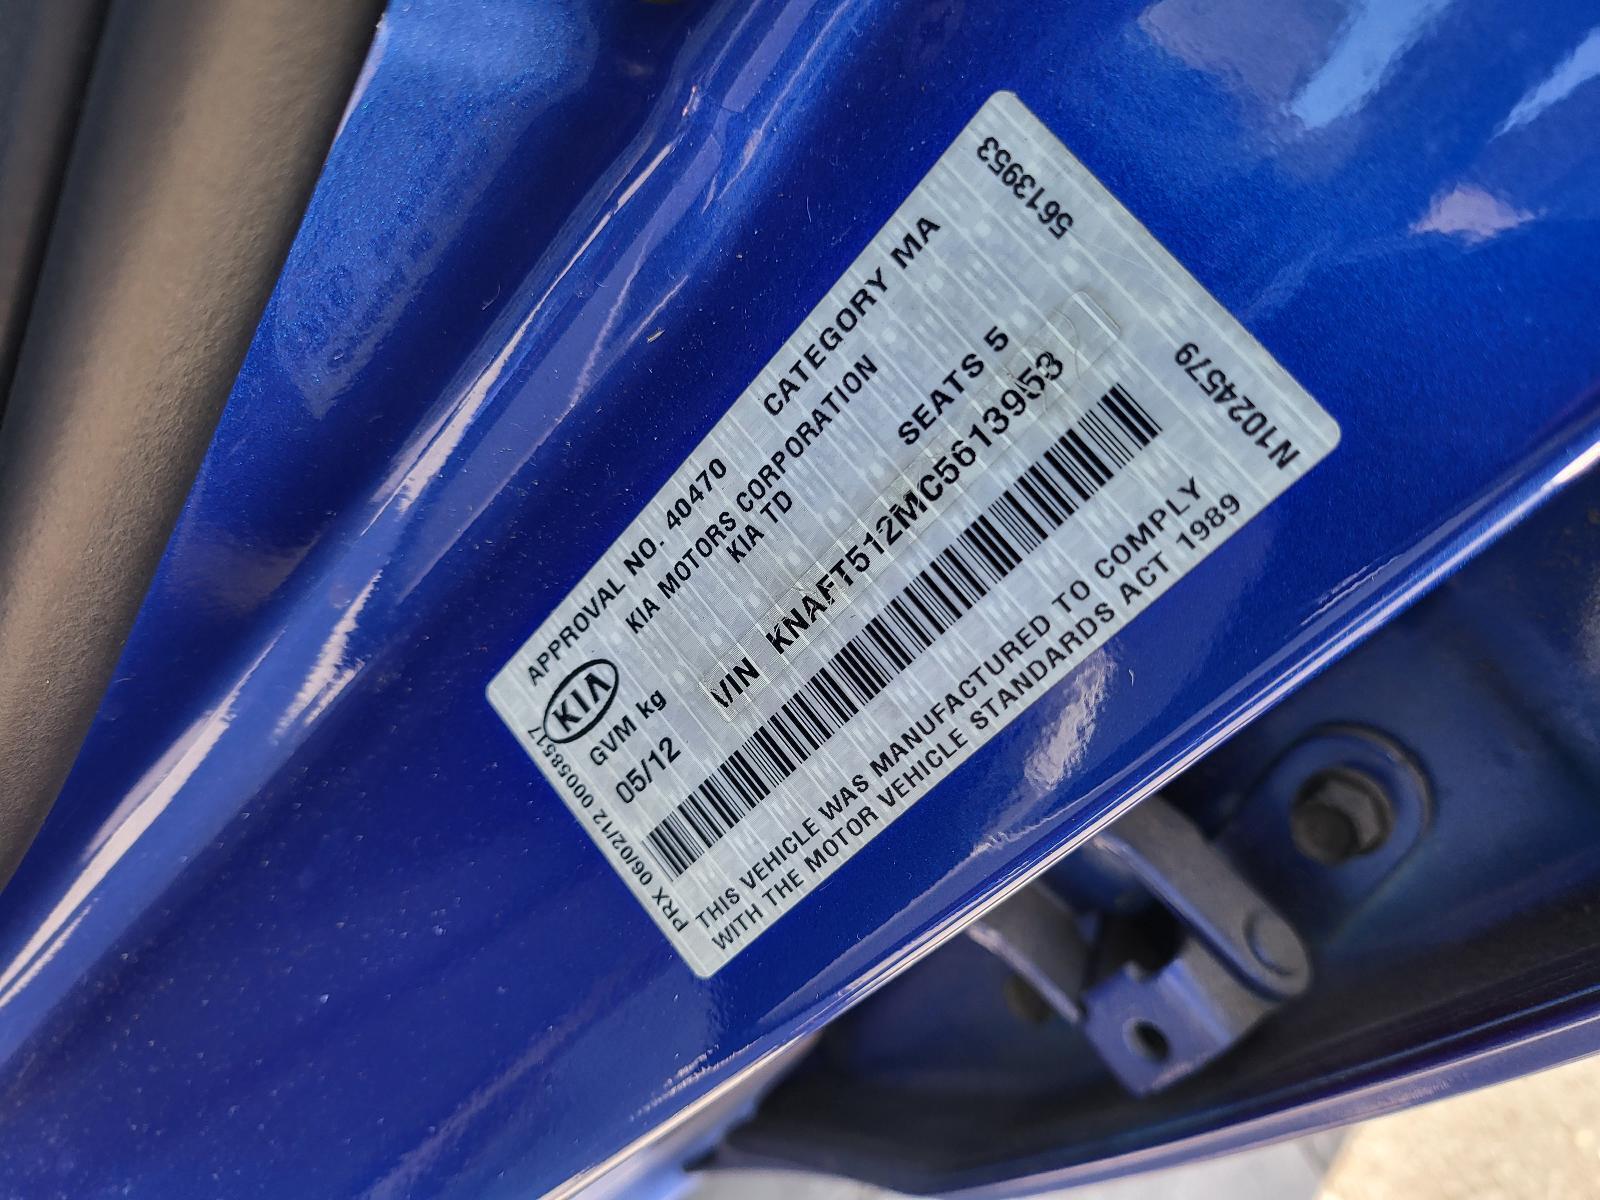 APPROVAL NO. 40470 CATEGORY MA
KIA MOTORS CORPORATION
KIA
GVM kg KIA TD SEATS 5
05/12
VIN KNAFT512MC5613953
THIS VEHICLE WAS MANUFACTURED TO COMPLY
WITH THE MOTOR VEHICLE STANDARDS ACT 1989
PRX 06/02/12 000058517
5613953
N1024579